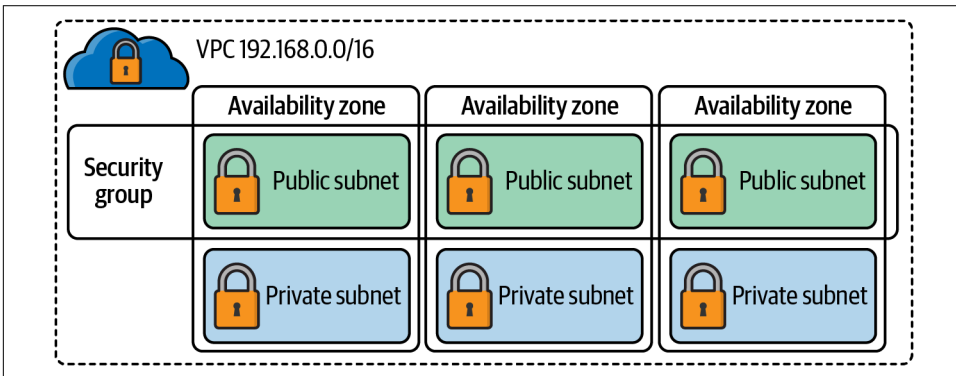 VPC 192.168.0.0/16
Availability zone
Availability zone
Availability zone
Security
group
Public subnet
Public subnet
Public subnet
Private subnet
Private subnet
Private subnet